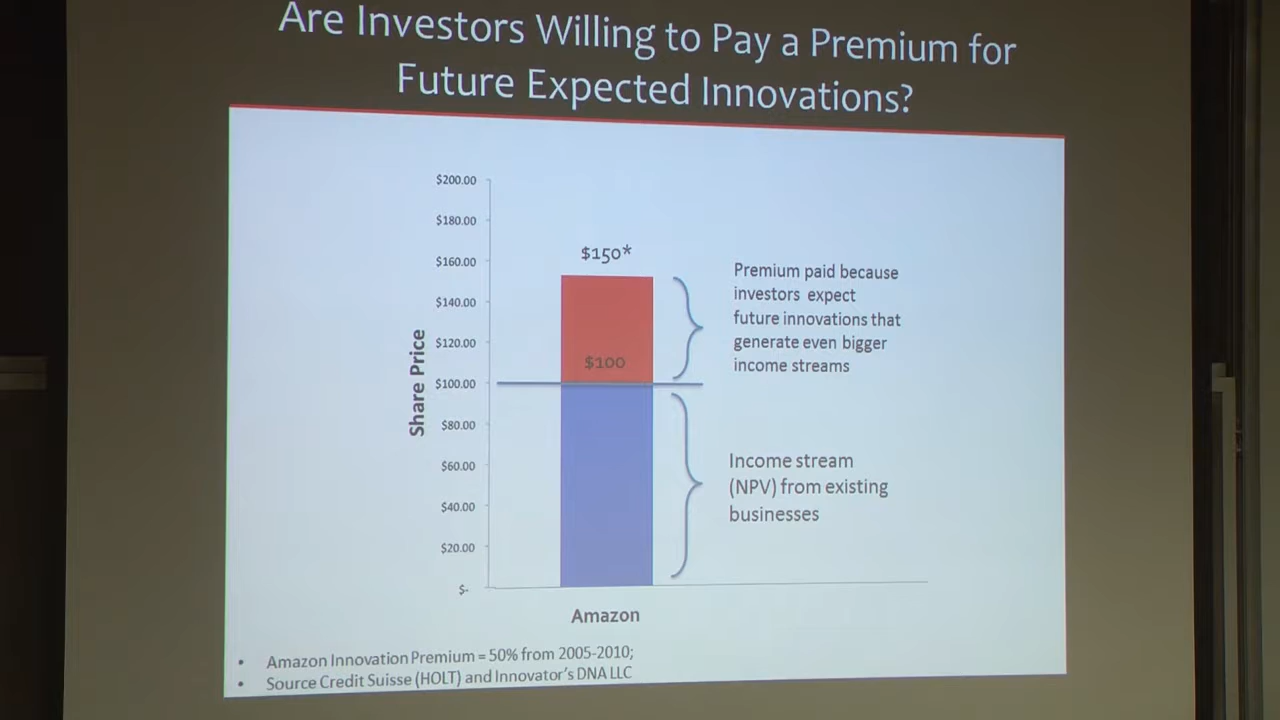 Are Investors Willing to Pay a Premium for
Future Expected Innovations?
$200.00
$180.00
$160.00
$140.00
$120.00
$100.00
$80.00
$60.00
$40.00
$20.00
$-
Share Price
$150*
$100
Amazon
Premium paid because
investors expect
future innovations that
generate even bigger
income streams
Income stream
(NPV) from existing
businesses
• Amazon Innovation Premium = 50% from 2005-2010;
• Source Credit Suisse (HOLT) and Innovator's DNA LLC